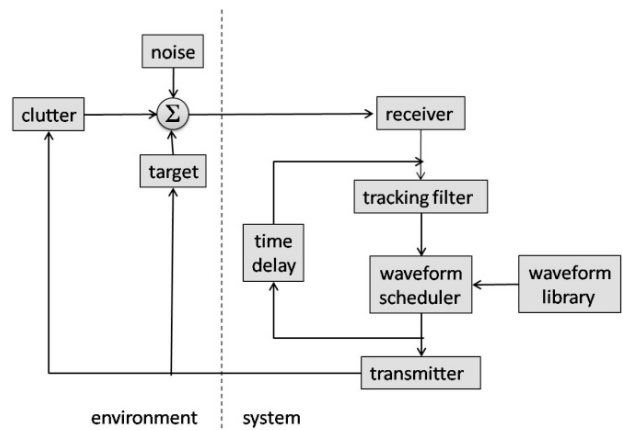 noise
clutter
Σ
receiver
target
tracking filter
time
delay
waveform
scheduler
waveform
library
transmitter
environment
system